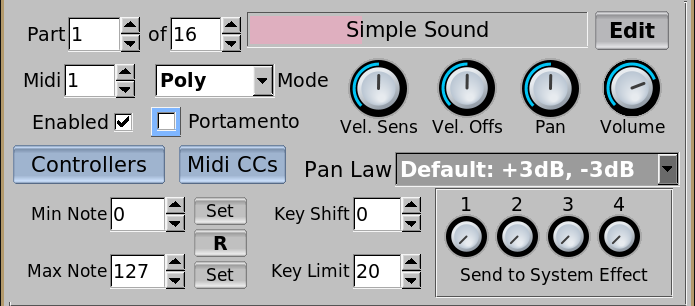 Part 1 of 16 Simple Sound Edit
Midi 1 Poly Mode
Enabled Portamento Vel. Sens Vel. Offs Pan Volume
Controllers Midi CCs Pan Law Default: +3dB, -3dB
Min Note 0 Set Key Shift 0 1 2 3 4
R
Max Note 127 Set Key Limit 20 Send to System Effect